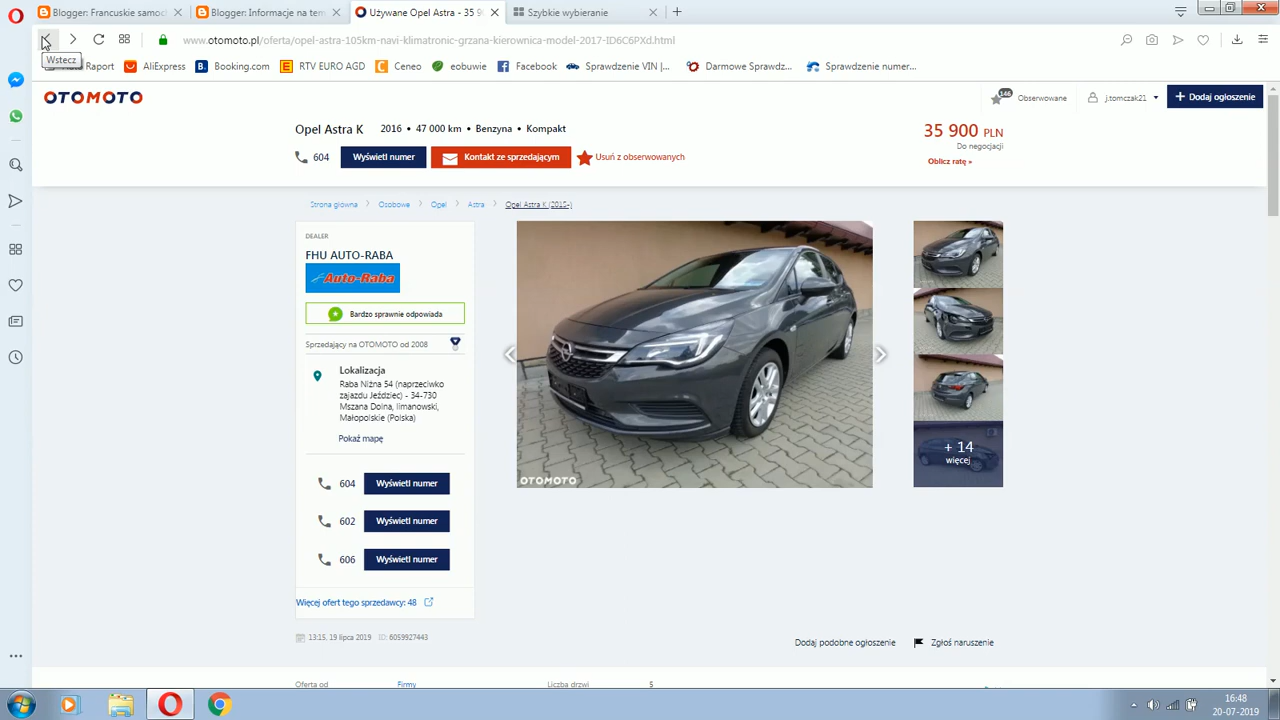 Blogger: Francuskie samoc
Blogger: Informacje na tem
Używane Opel Astra - 35 9
Szybkie wybieranie
www.otomoto.pl/oferta/opel-astra-105km-navi-klimatronic-grzana-kierownica-model-2017-ID6C6PXd.html
Wstecz
Raport
AliExpress
Booking.com
RTV EURO AGD
Ceneo
eobuwie
Facebook
Sprawdzenie VIN |...
Darmowe Sprawdz...
Sprawdzenie numer...
OTOMOTO
146
Obserwowane
j.tomczak21
+ Dodaj ogłoszenie
Opel Astra K 2016 • 47 000 km • Benzyna • Kompakt
35 900 PLN
Do negocjacji
Oblicz ratę »
604
Wyświetl numer
Kontakt ze sprzedającym
Usuń z obserwowanych
Strona główna
Osobowe
Opel
Astra
Opel Astra K (2015-)
DEALER
FHU AUTO-RABA
Auto-Raba
Bardzo sprawnie odpowiada
Sprzedający na OTOMOTO od 2008
Lokalizacja
Raba Niżna 54 (naprzeciwko
zajazdu Jeździec) - 34-730
Mszana Dolna, limanowski,
Małopolskie (Polska)
Pokaż mapę
604 Wyświetl numer
602 Wyświetl numer
606 Wyświetl numer
Więcej ofert tego sprzedawcy: 48
OTOMOTO
+ 14
więcej
13:15, 19 lipca 2019 ID: 6059927443
Dodaj podobne ogłoszenie
Zgłoś naruszenie
Oferta od
Firmy
Liczba drzwi
5
16:48
20-07-2019